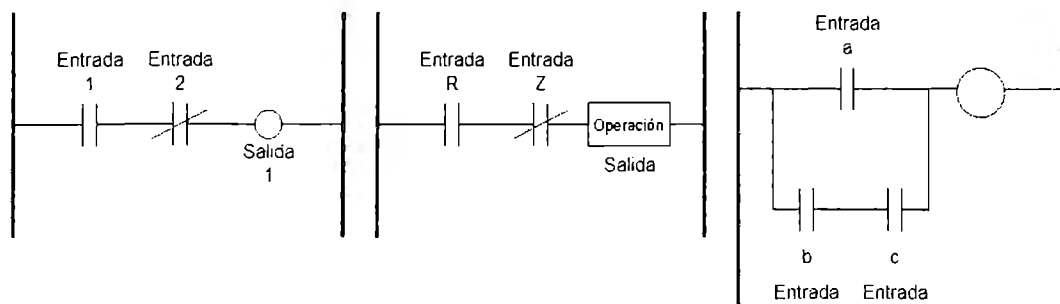 Entrada
1
Entrada
2
Salida
1
Entrada
R
Entrada
Z
Operación
Salida
Entrada
a
b
c
Entrada
Entrada